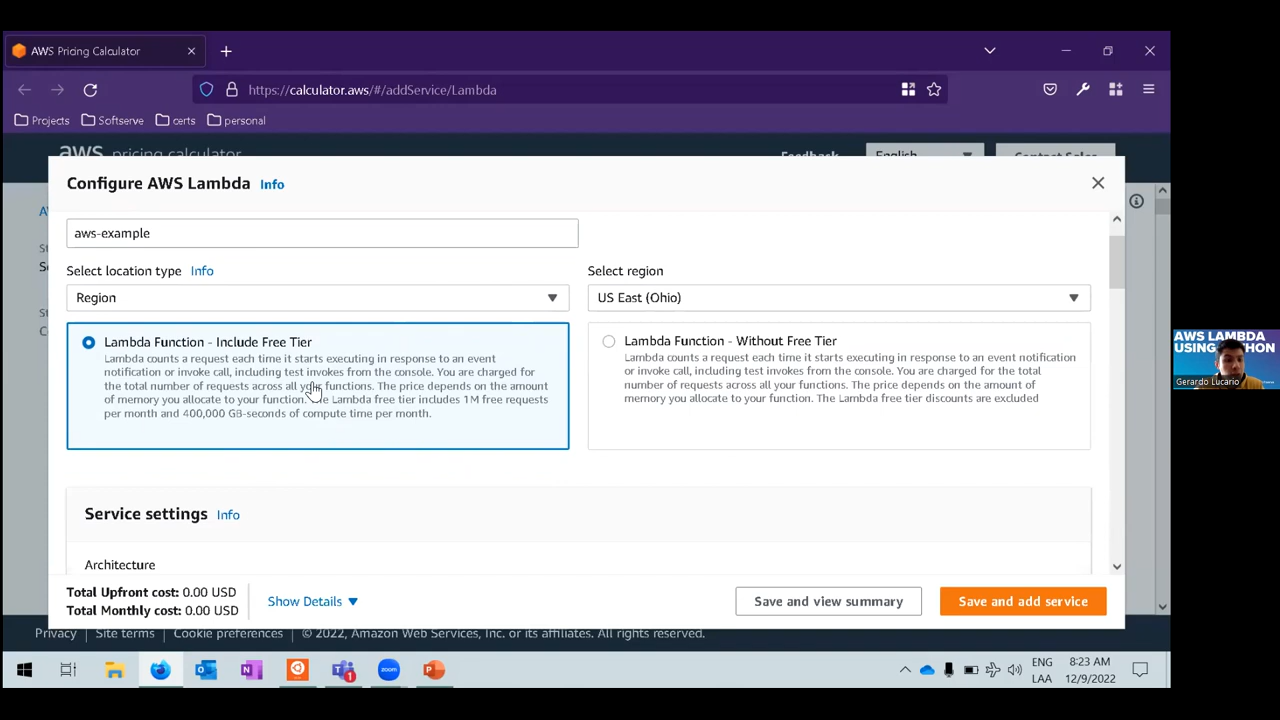 AWS Pricing Calculator
https://calculator.aws/#/addService/Lambda
Projects
Softserve
certs
personal
aws pricing calculator
Feedback
English
Contact Sales
Configure AWS Lambda Info
aws-example
Select location type Info
Select region
Region
US East (Ohio)
Lambda Function - Include Free Tier
Lambda counts a request each time it starts executing in response to an event
notification or invoke call, including test invokes from the console. You are charged for
the total number of requests across all your functions. The price depends on the amount
of memory you allocate to your function. The Lambda free tier includes 1M free requests
per month and 400,000 GB-seconds of compute time per month.
Lambda Function - Without Free Tier
Lambda counts a request each time it starts executing in response to an event notification
or invoke call, including test invokes from the console. You are charged for the total
number of requests across all your functions. The price depends on the amount of
memory you allocate to your function. The Lambda free tier discounts are excluded
Service settings Info
Architecture
Total Upfront cost: 0.00 USD
Total Monthly cost: 0.00 USD
Show Details
Save and view summary
Save and add service
Privacy | Site terms | Cookie preferences | © 2022, Amazon Web Services, Inc. or its affiliates. All rights reserved.
zoom
1
ENG
LAA
8:23 AM
12/9/2022
AWS LAMBDA
Gerardo Lucario